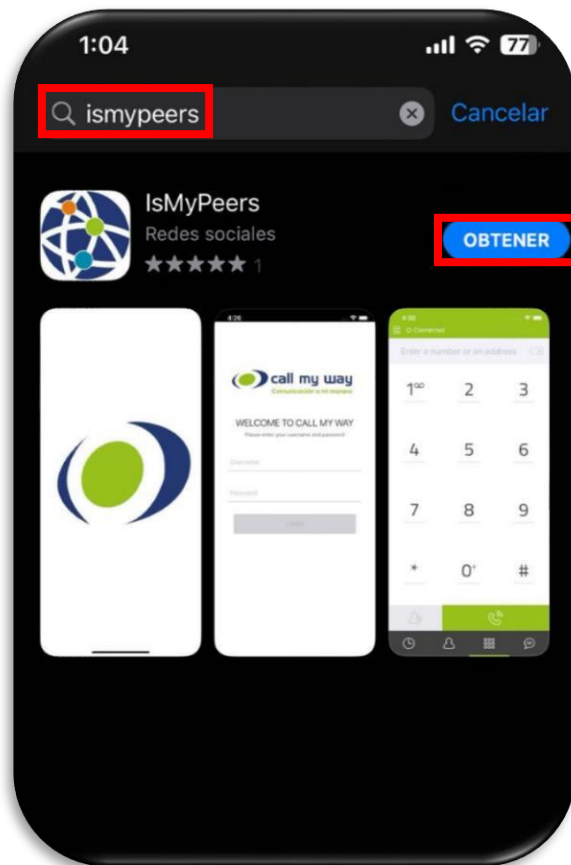 1:04
77
ismypeers
Cancelar
IsMyPeers
Redes sociales
1
OBTENER
4:26
call my way
Comunicación a mi manera
WELCOME TO CALL MY WAY
Please enter your username and password
Username
Password
Connected
Enter a number or an address
1
2
3
4
5
6
7
8
9
*
0+
#